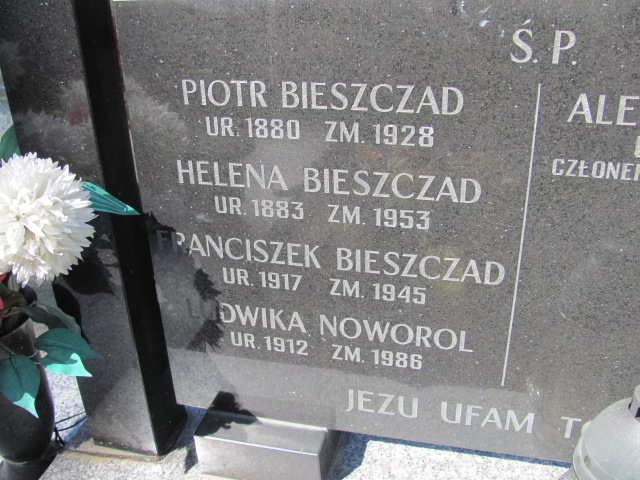 Ś.P.
PIOTR BIESZCZAD
UR. 1880 ZM. 1928
HELENA BIESZCZAD
UR. 1883 ZM. 1953
FRANCISZEK BIESZCZAD
UR. 1917 ZM. 1945
LUDWIKA NOWOROL
UR. 1912 ZM. 1986
JEZU UFAM